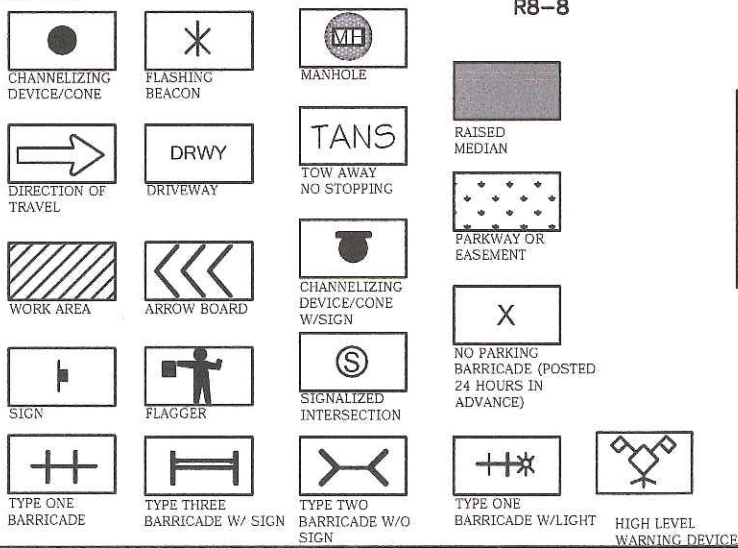 R8-8
CHANNELIZING
DEVICE/CONE
FLASHING
BEACON
MH
MANHOLE
RAISED
MEDIAN
DIRECTION OF
TRAVEL
DRWY
DRIVEWAY
TANS
TOW AWAY
NO STOPPING
PARKWAY OR
EASEMENT
WORK AREA
ARROW BOARD
CHANNELIZING
DEVICE/CONE
W/SIGN
X
NO PARKING
BARRICADE (POSTED
24 HOURS IN
ADVANCE)
SIGN
FLAGGER
S
SIGNALIZED
INTERSECTION
TYPE ONE
BARRICADE
TYPE THREE
BARRICADE W/ SIGN
TYPE TWO
BARRICADE W/O
SIGN
TYPE ONE
BARRICADE W/LIGHT
HIGH LEVEL
WARNING DEVICE